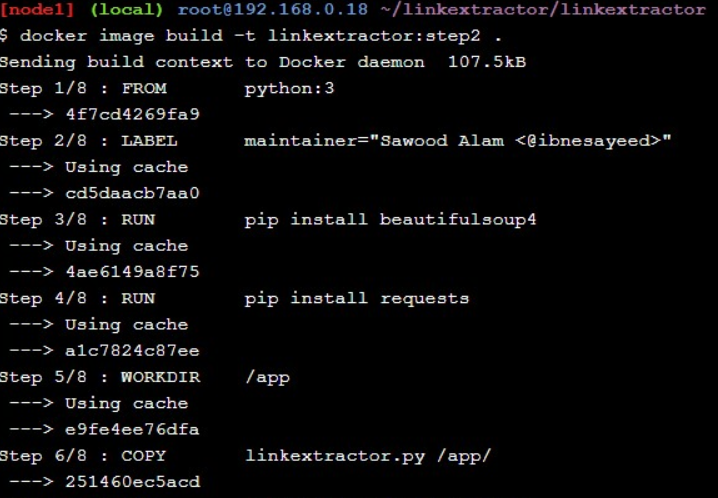 [node1] (local) root@192.168.0.18 ~/linkextractor/linkextractor
$ docker image build -t linkextractor:step2 .
Sending build context to Docker daemon  107.5kB
Step 1/8 : FROM       python:3
 ---> 4f7cd4269fa9
Step 2/8 : LABEL      maintainer="Sawood Alam <@ibnesayeed>"
 ---> Using cache
 ---> cd5daacb7aa0
Step 3/8 : RUN        pip install beautifulsoup4
 ---> Using cache
 ---> 4ae6149a8f75
Step 4/8 : RUN        pip install requests
 ---> Using cache
 ---> a1c7824c87ee
Step 5/8 : WORKDIR    /app
 ---> Using cache
 ---> e9fe4ee76dfa
Step 6/8 : COPY       linkextractor.py /app/
 ---> 251460ec5acd